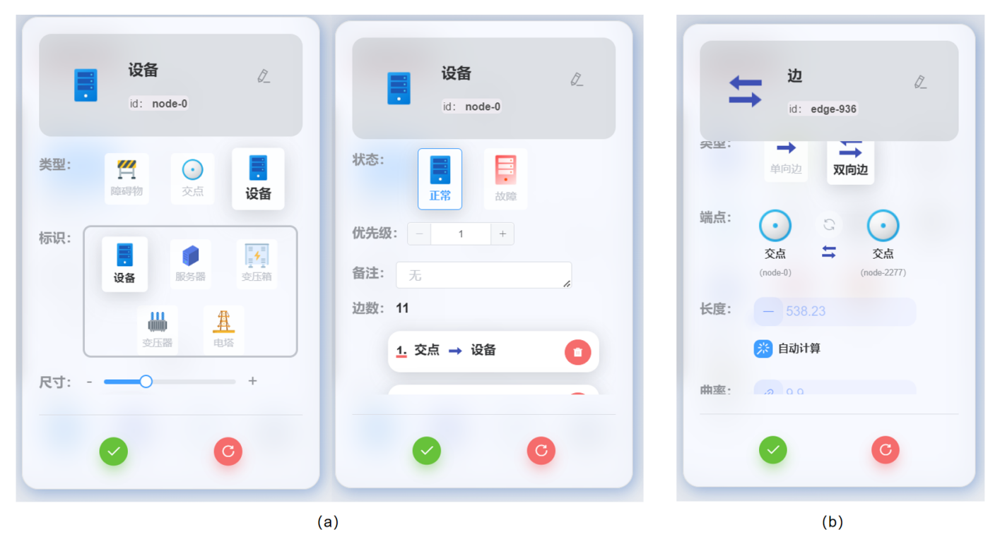 设备
id: node-0
类型:
障碍物
交点
设备
标识:
设备
服务器
变压箱
变压器
电塔
尺寸: - +
设备
id: node-0
状态:
正常
故障
优先级: − 1 +
备注: 无
边数: 11
1. 交点 → 设备
(a)
边
id: edge-936
类型:
单向边
双向边
端点:
交点
(node-0)
交点
(node-2277)
长度: — 538.23
自动计算
曲率: 9.9
(b)